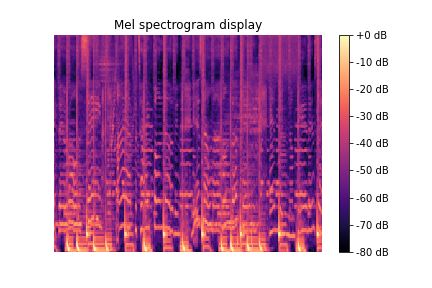 Mel spectrogram display
+0 dB
-10 dB
-20 dB
-30 dB
-40 dB
-50 dB
-60 dB
-70 dB
-80 dB